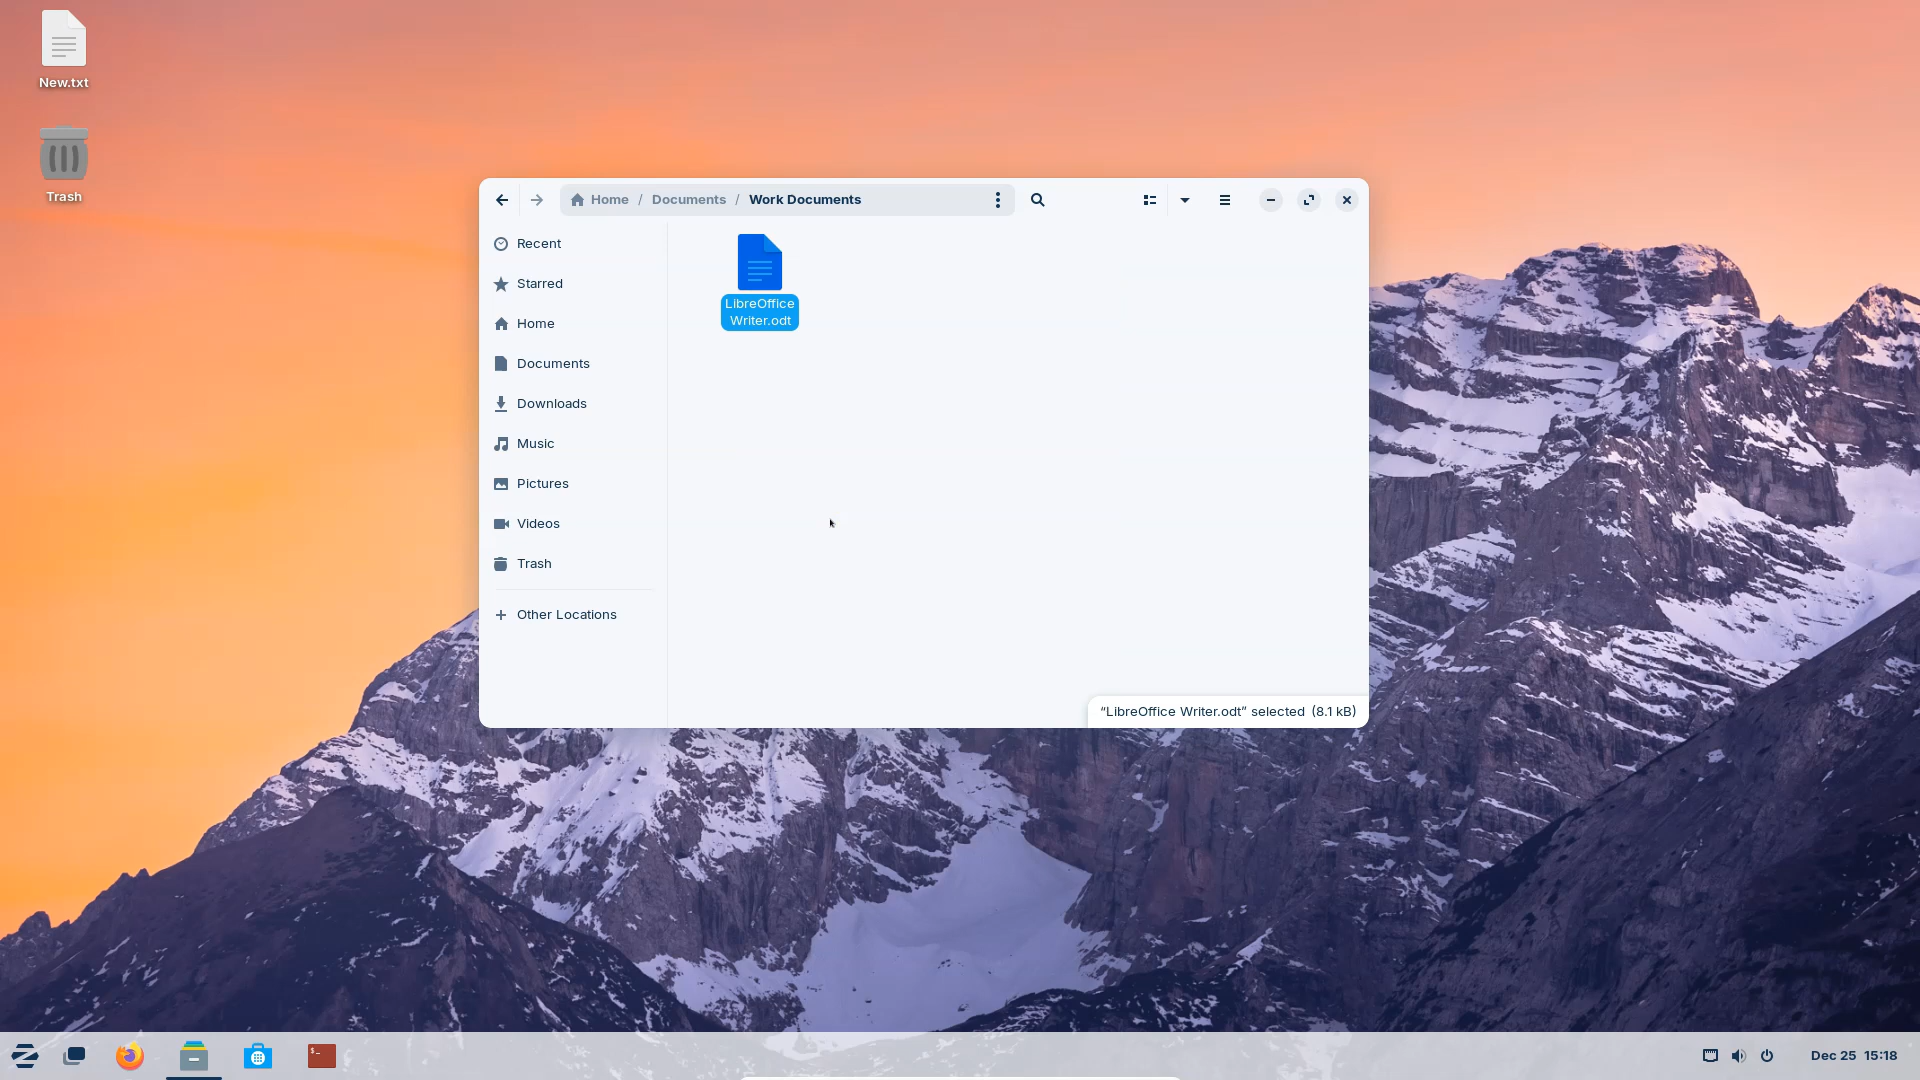 New.txt
Trash
Home / Documents / Work Documents
Recent
Starred
Home
Documents
Downloads
Music
Pictures
Videos
Trash
Other Locations
LibreOffice
Writer.odt
“LibreOffice Writer.odt” selected (8.1 kB)
$_
Dec 25 15:18